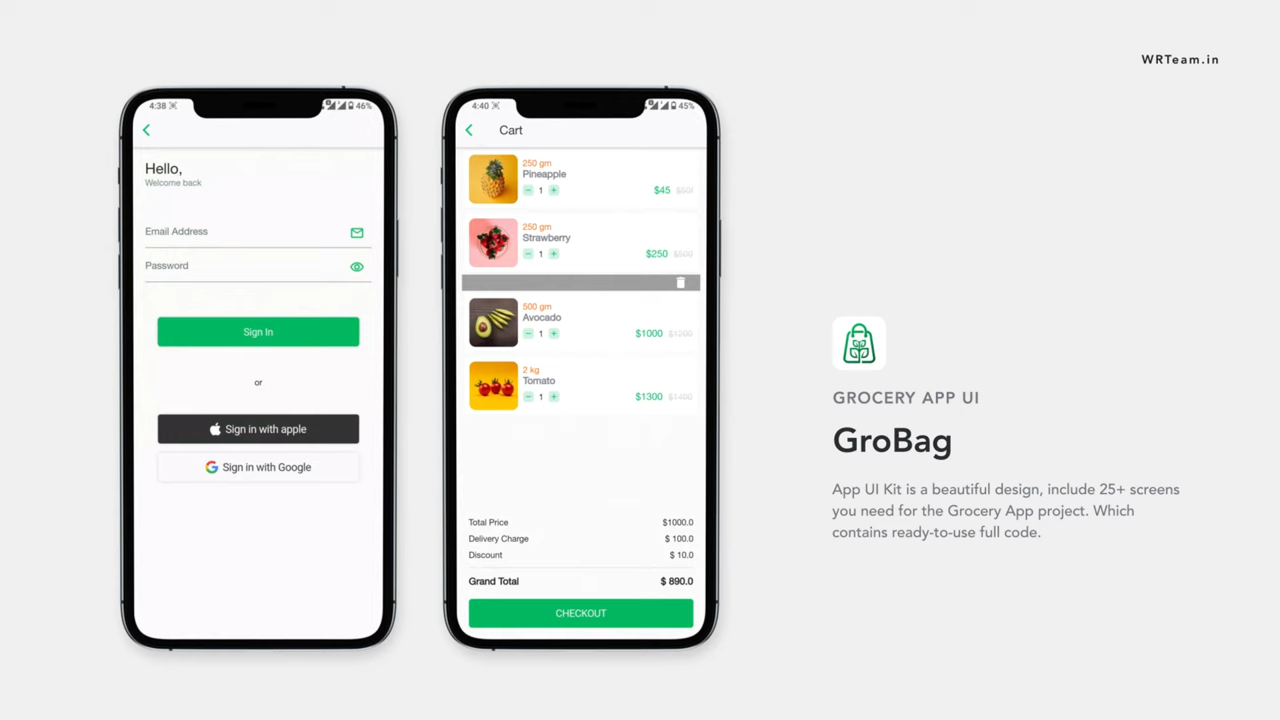 WRTeam.in
4:38
46%
Hello,
Welcome back
Email Address
Password
Sign In
or
Sign in with apple
Sign in with Google
4:40
45%
Cart
250 gm
Pineapple
1
$45
250 gm
Strawberry
1
$250 $500
500 gm
Avocado
1
$1000 $1200
2 kg
Tomato
1
$1300 $1400
Total Price $1000.0
Delivery Charge $ 100.0
Discount $ 10.0
Grand Total $ 890.0
CHECKOUT
GROCERY APP UI
GroBag
App UI Kit is a beautiful design, include 25+ screens
you need for the Grocery App project. Which
contains ready-to-use full code.